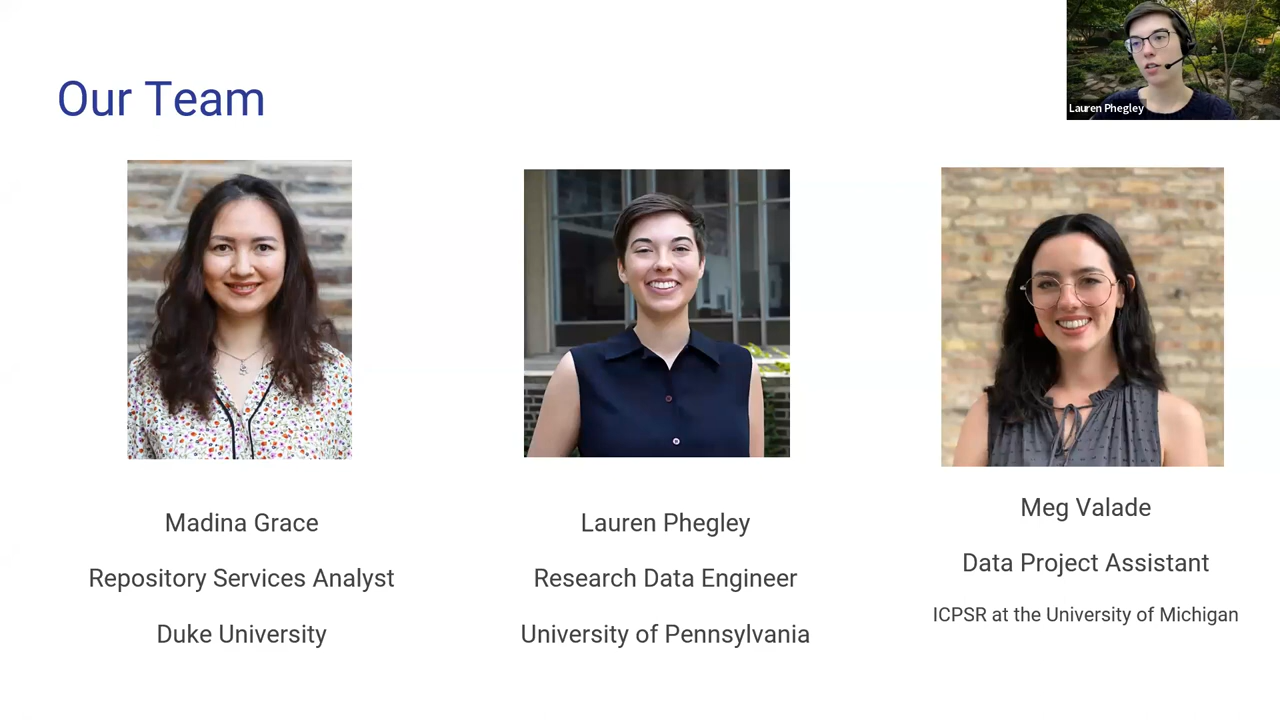 Our Team
Lauren Phegley
Madina Grace
Repository Services Analyst
Duke University
Lauren Phegley
Research Data Engineer
University of Pennsylvania
Meg Valade
Data Project Assistant
ICPSR at the University of Michigan